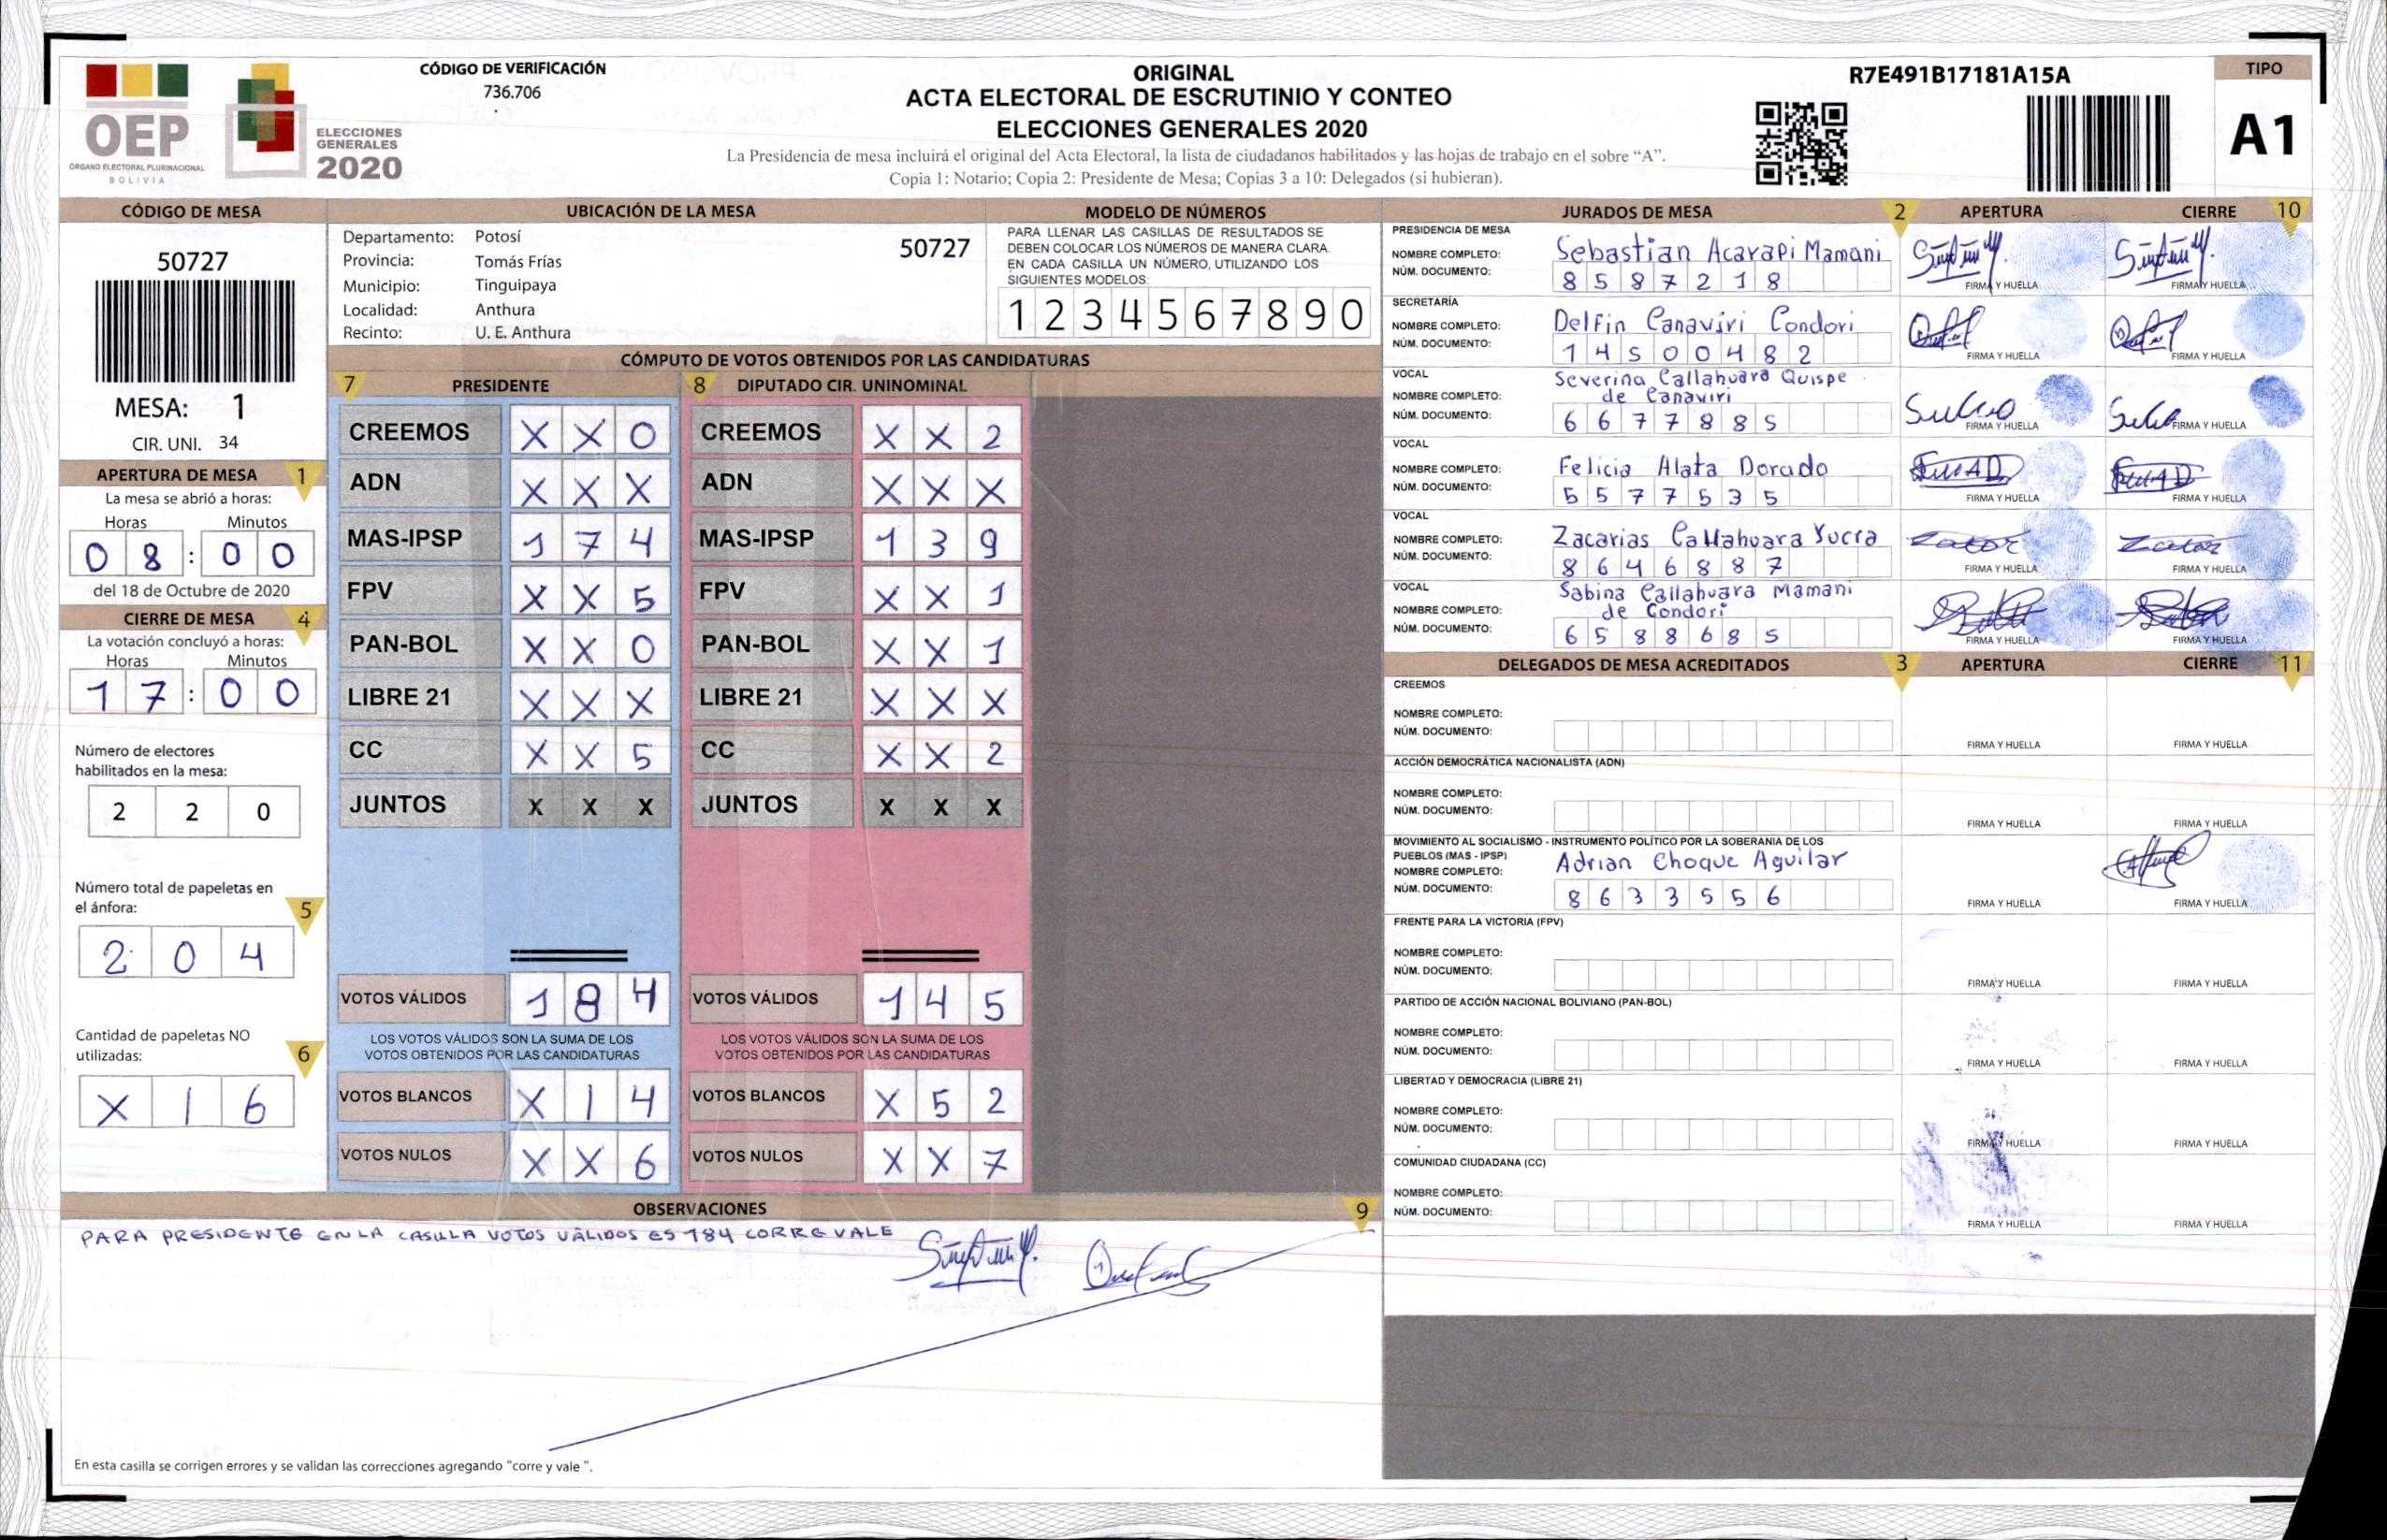 CÓDIGO DE VERIFICACIÓN
736.706
OEP
ÓRGANO ELECTORAL PLURINACIONAL
BOLIVIA
ELECCIONES
GENERALES
2020
ORIGINAL
ACTA ELECTORAL DE ESCRUTINIO Y CONTEO
ELECCIONES GENERALES 2020
La Presidencia de mesa incluirá el original del Acta Electoral, la lista de ciudadanos habilitados y las hojas de trabajo en el sobre “A”.
Copia 1: Notario; Copia 2: Presidente de Mesa; Copias 3 a 10: Delegados (si hubieran).
R7E491B17181A15A
TIPO
A1
CÓDIGO DE MESA
50727
MESA: 1
CIR. UNI. 34
APERTURA DE MESA 1
La mesa se abrió a horas:
Horas Minutos
0 8 : 0 0
del 18 de Octubre de 2020
CIERRE DE MESA 4
La votación concluyó a horas:
Horas Minutos
1 7 : 0 0
Número de electores
habilitados en la mesa:
2 2 0
Número total de papeletas en
el ánfora: 5
2 0 4
Cantidad de papeletas NO
utilizadas: 6
X 1 6
UBICACIÓN DE LA MESA
Departamento: Potosí 50727
Provincia: Tomás Frías
Municipio: Tinguipaya
Localidad: Anthura
Recinto: U. E. Anthura
MODELO DE NÚMEROS
PARA LLENAR LAS CASILLAS DE RESULTADOS SE
DEBEN COLOCAR LOS NÚMEROS DE MANERA CLARA.
EN CADA CASILLA UN NÚMERO, UTILIZANDO LOS
SIGUIENTES MODELOS.
1 2 3 4 5 6 7 8 9 0
CÓMPUTO DE VOTOS OBTENIDOS POR LAS CANDIDATURAS
7 PRESIDENTE 8 DIPUTADO CIR. UNINOMINAL
CREEMOS X X 0 CREEMOS X X 2
ADN X X X ADN X X X
MAS-IPSP 1 7 4 MAS-IPSP 1 3 9
FPV X X 5 FPV X X 1
PAN-BOL X X 0 PAN-BOL X X 1
LIBRE 21 X X X LIBRE 21 X X X
CC X X 5 CC X X 2
JUNTOS X X X JUNTOS X X X
VOTOS VÁLIDOS 1 8 4 VOTOS VÁLIDOS 1 4 5
LOS VOTOS VÁLIDOS SON LA SUMA DE LOS LOS VOTOS VÁLIDOS SON LA SUMA DE LOS
VOTOS OBTENIDOS POR LAS CANDIDATURAS VOTOS OBTENIDOS POR LAS CANDIDATURAS
VOTOS BLANCOS X 1 4 VOTOS BLANCOS X 5 2
VOTOS NULOS X X 6 VOTOS NULOS X X 7
OBSERVACIONES 9
PARA PRESIDENTE EN LA CASILLA VOTOS VÁLIDOS ES 184 CORRE VALE
En esta casilla se corrigen errores y se validan las correcciones agregando "corre y vale ".
JURADOS DE MESA 2 APERTURA CIERRE 10
PRESIDENCIA DE MESA
NOMBRE COMPLETO: Sebastian Acarapi Mamani
NÚM. DOCUMENTO: 8 5 8 7 2 1 8
FIRMA Y HUELLA FIRMA Y HUELLA
SECRETARÍA
NOMBRE COMPLETO: Delfin Canaviri Condori
NÚM. DOCUMENTO: 1 4 5 0 0 4 8 2
FIRMA Y HUELLA FIRMA Y HUELLA
VOCAL
NOMBRE COMPLETO: Severina Callahuara Quispe
de Canaviri
NÚM. DOCUMENTO: 6 6 7 7 8 8 5
FIRMA Y HUELLA FIRMA Y HUELLA
VOCAL
NOMBRE COMPLETO: Felicia Alata Dorado
NÚM. DOCUMENTO: 5 5 7 7 5 3 5
FIRMA Y HUELLA FIRMA Y HUELLA
VOCAL
NOMBRE COMPLETO: Zacarias Callahuara Yucra
NÚM. DOCUMENTO: 8 6 4 6 8 8 7
FIRMA Y HUELLA FIRMA Y HUELLA
VOCAL
NOMBRE COMPLETO: Sabina Callahuara Mamani
de Condori
NÚM. DOCUMENTO: 6 5 8 8 6 8 5
FIRMA Y HUELLA FIRMA Y HUELLA
DELEGADOS DE MESA ACREDITADOS 3 APERTURA CIERRE 11
CREEMOS
NOMBRE COMPLETO:
NÚM. DOCUMENTO:
FIRMA Y HUELLA FIRMA Y HUELLA
ACCIÓN DEMOCRÁTICA NACIONALISTA (ADN)
NOMBRE COMPLETO:
NÚM. DOCUMENTO:
FIRMA Y HUELLA FIRMA Y HUELLA
MOVIMIENTO AL SOCIALISMO - INSTRUMENTO POLÍTICO POR LA SOBERANIA DE LOS
PUEBLOS (MAS - IPSP)
NOMBRE COMPLETO: Adrian Choque Aguilar
NÚM. DOCUMENTO: 8 6 3 3 5 5 6
FIRMA Y HUELLA FIRMA Y HUELLA
FRENTE PARA LA VICTORIA (FPV)
NOMBRE COMPLETO:
NÚM. DOCUMENTO:
FIRMA Y HUELLA FIRMA Y HUELLA
PARTIDO DE ACCIÓN NACIONAL BOLIVIANO (PAN-BOL)
NOMBRE COMPLETO:
NÚM. DOCUMENTO:
FIRMA Y HUELLA FIRMA Y HUELLA
LIBERTAD Y DEMOCRACIA (LIBRE 21)
NOMBRE COMPLETO:
NÚM. DOCUMENTO:
FIRMA Y HUELLA FIRMA Y HUELLA
COMUNIDAD CIUDADANA (CC)
NOMBRE COMPLETO:
NÚM. DOCUMENTO:
FIRMA Y HUELLA FIRMA Y HUELLA